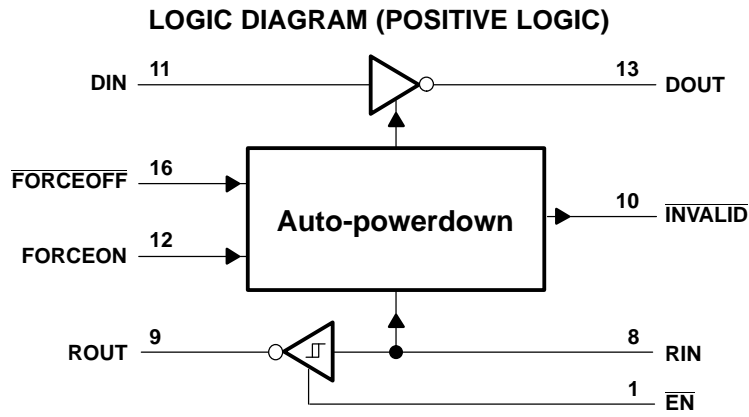 LOGIC DIAGRAM (POSITIVE LOGIC)
DIN 11 13 DOUT
FORCEOFF 16
Auto-powerdown
10 INVALID
FORCEON 12
ROUT 9 8 RIN
1 EN